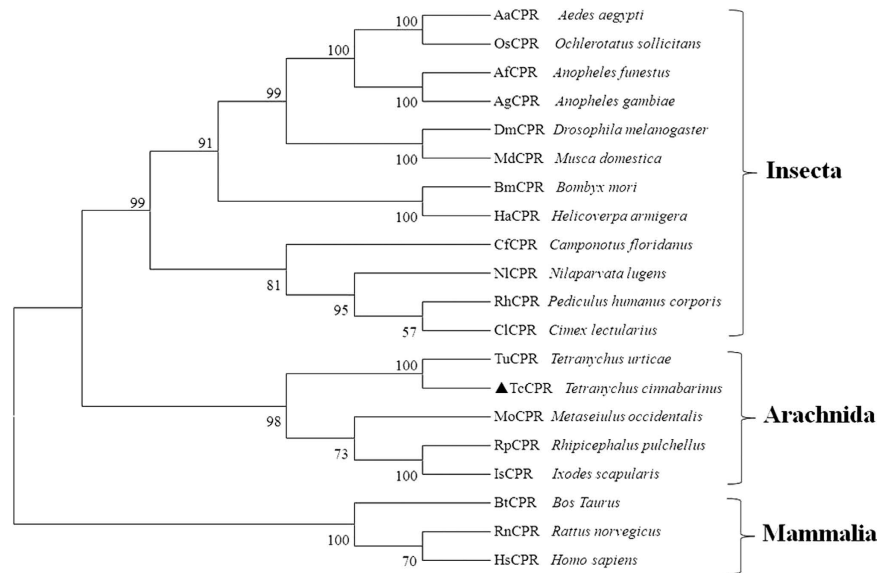 100 AaCPR Aedes aegypti
100 OsCPR Ochlerotatus sollicitans
AfCPR Anopheles funestus
99 100 AgCPR Anopheles gambiae
DmCPR Drosophila melanogaster
91 100 MdCPR Musca domestica
Insecta
BmCPR Bombyx mori
99 100 HaCPR Helicoverpa armigera
CfCPR Camponotus floridanus
81 NlCPR Nilaparvata lugens
95 RhCPR Pediculus humanus corporis
57 ClCPR Cimex lectularius
100 TuCPR Tetranychus urticae
▲TcCPR Tetranychus cinnabarinus
98 MoCPR Metaseiulus occidentalis
Arachnida
73 RpCPR Rhipicephalus pulchellus
100 IsCPR Ixodes scapularis
BtCPR Bos Taurus
100 RnCPR Rattus norvegicus
Mammalia
70 HsCPR Homo sapiens